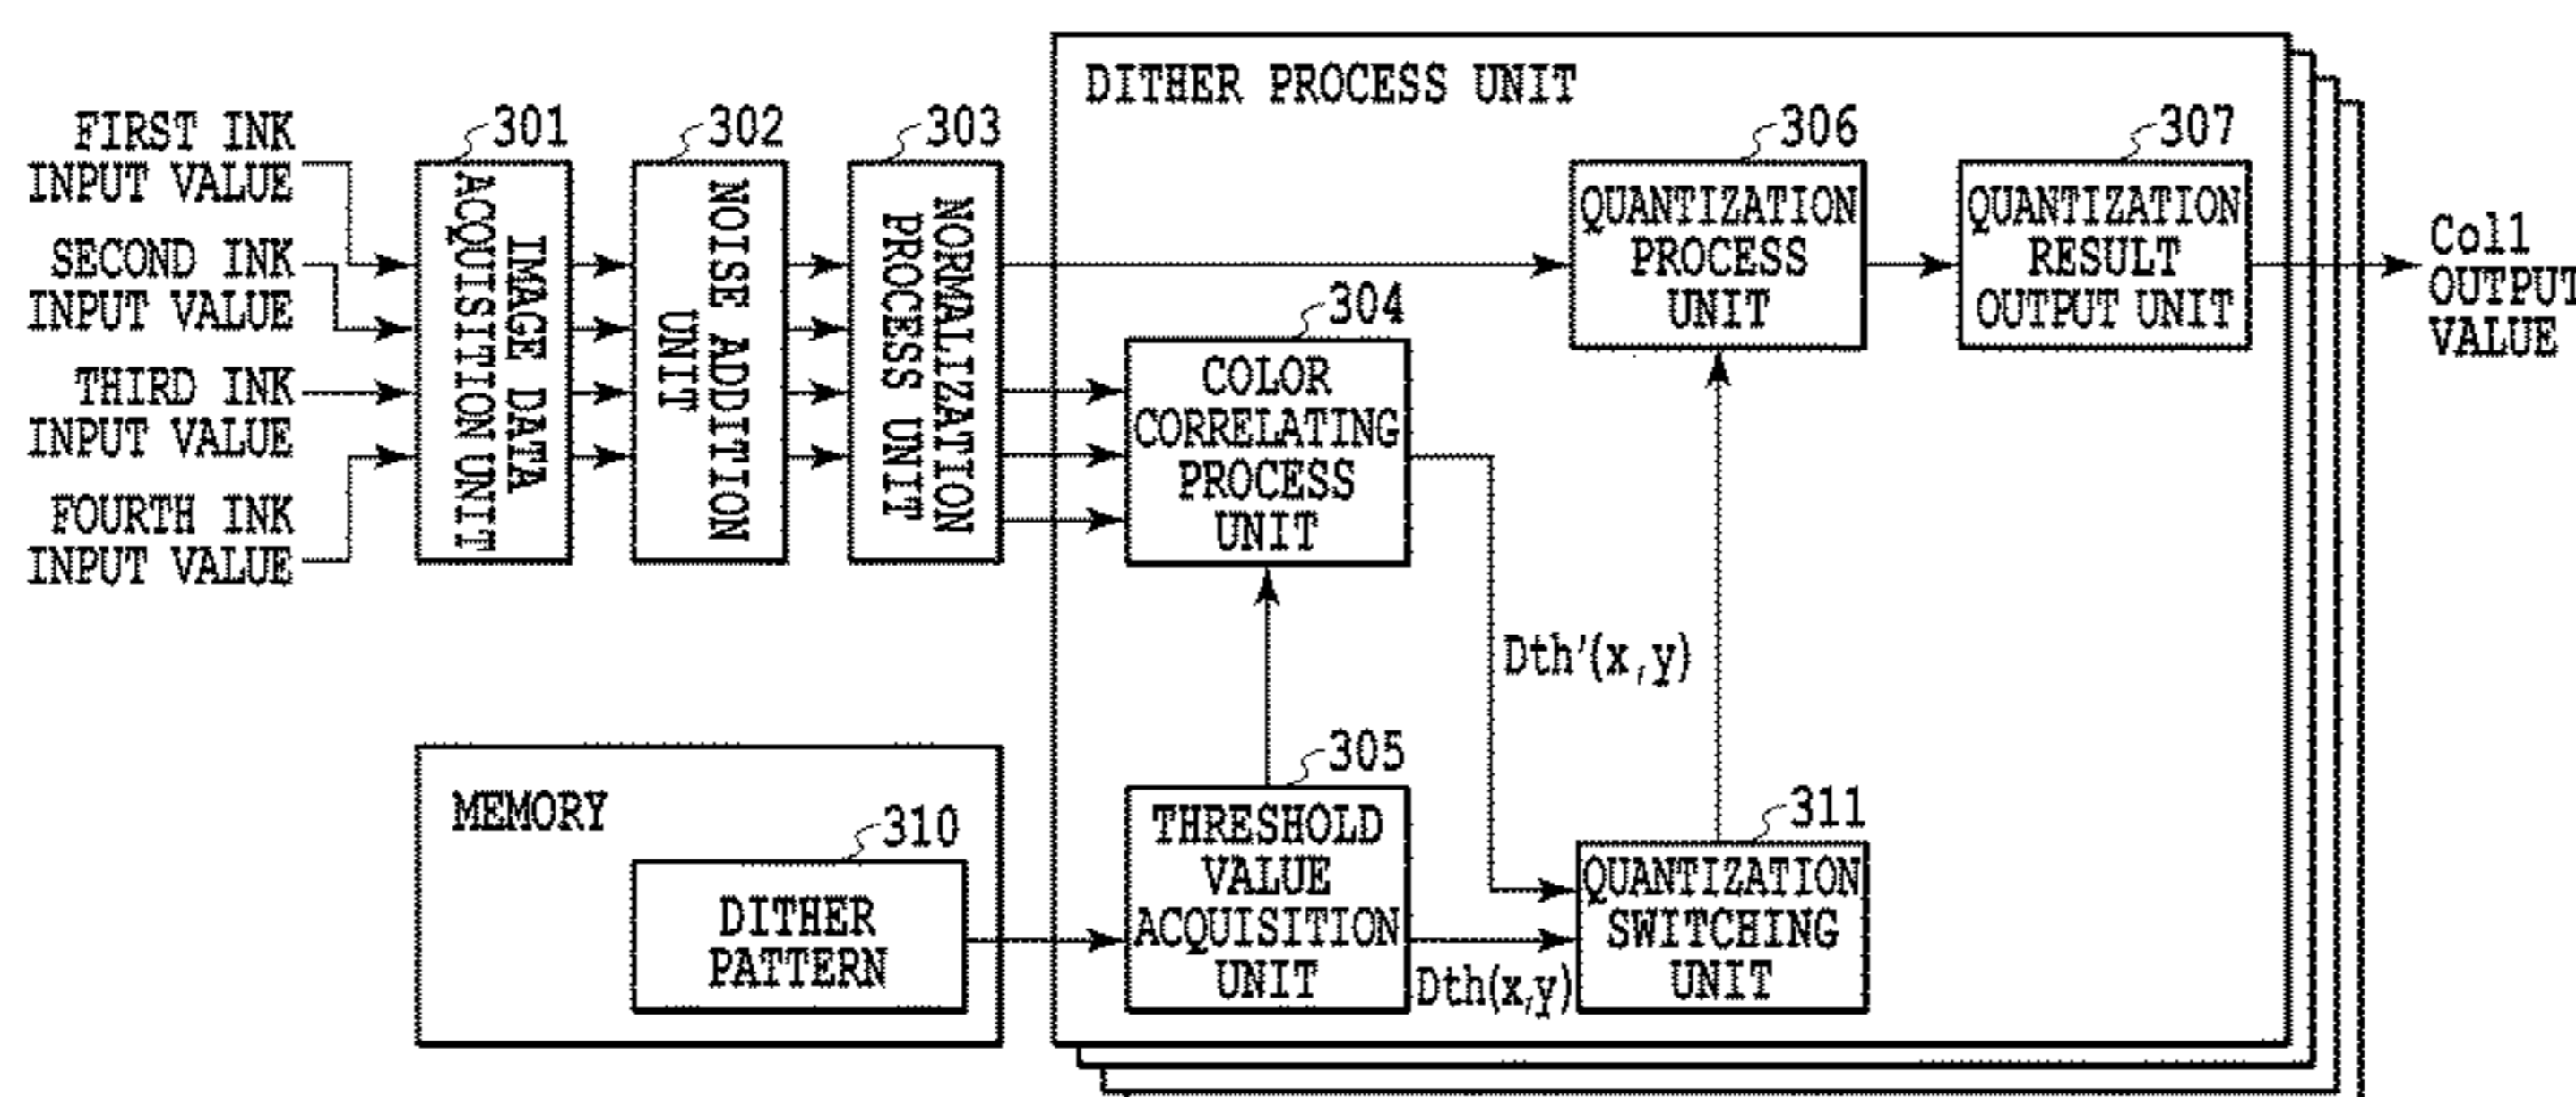 FIRST INK
INPUT VALUE
SECOND INK
INPUT VALUE
THIRD INK
INPUT VALUE
FOURTH INK
INPUT VALUE
301
IMAGE DATA
ACQUISITION UNIT
302
NOISE ADDITION
UNIT
303
NORMALIZATION
PROCESS UNIT
DITHER PROCESS UNIT
304
COLOR
CORRELATING
PROCESS
UNIT
306
QUANTIZATION
PROCESS
UNIT
307
QUANTIZATION
RESULT
OUTPUT UNIT
Col1
OUTPUT
VALUE
Dth'(x,y)
MEMORY
310
DITHER
PATTERN
305
THRESHOLD
VALUE
ACQUISITION
UNIT
Dth(x,y)
311
QUANTIZATION
SWITCHING
UNIT